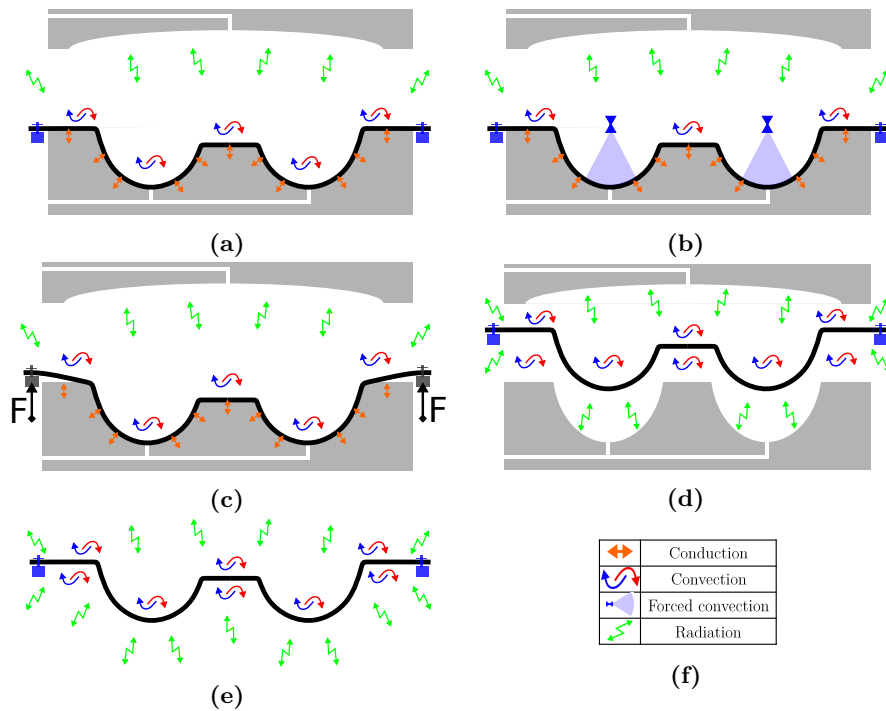 (a)
(b)
F
F
(c)
(d)
(e)
Conduction
Convection
Forced convection
Radiation
(f)